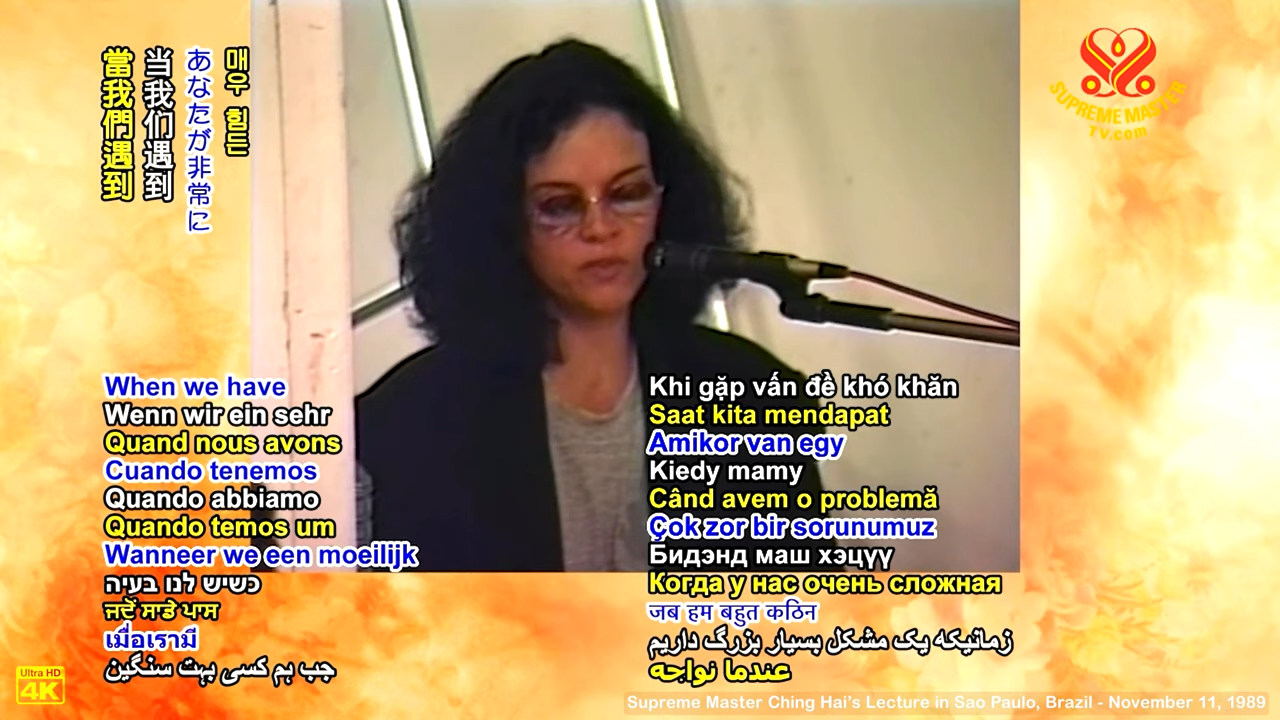 當我們遇到
当我们遇到
あなたが非常に
매우 힘든
SUPREME MASTER
TV.com
When we have
Wenn wir ein sehr
Quand nous avons
Cuando tenemos
Quando abbiamo
Quando temos um
Wanneer we een moeilijk
כשיש לנו בעיה
ਜਦੋਂ ਸਾਡੇ ਪਾਸ
เมื่อเรามี
جب ہم کسی بہت سنگین
Khi gặp vấn đề khó khăn
Saat kita mendapat
Amikor van egy
Kiedy mamy
Când avem o problemă
Çok zor bir sorunumuz
Бидэнд маш хэцүү
Когда у нас очень сложная
जब हम बहुत कठिन
زمانیکه یک مشکل بسیار بزرگ داریم
عندما نواجه
Ultra HD
4K
Supreme Master Ching Hai's Lecture in Sao Paulo, Brazil - November 11, 1989